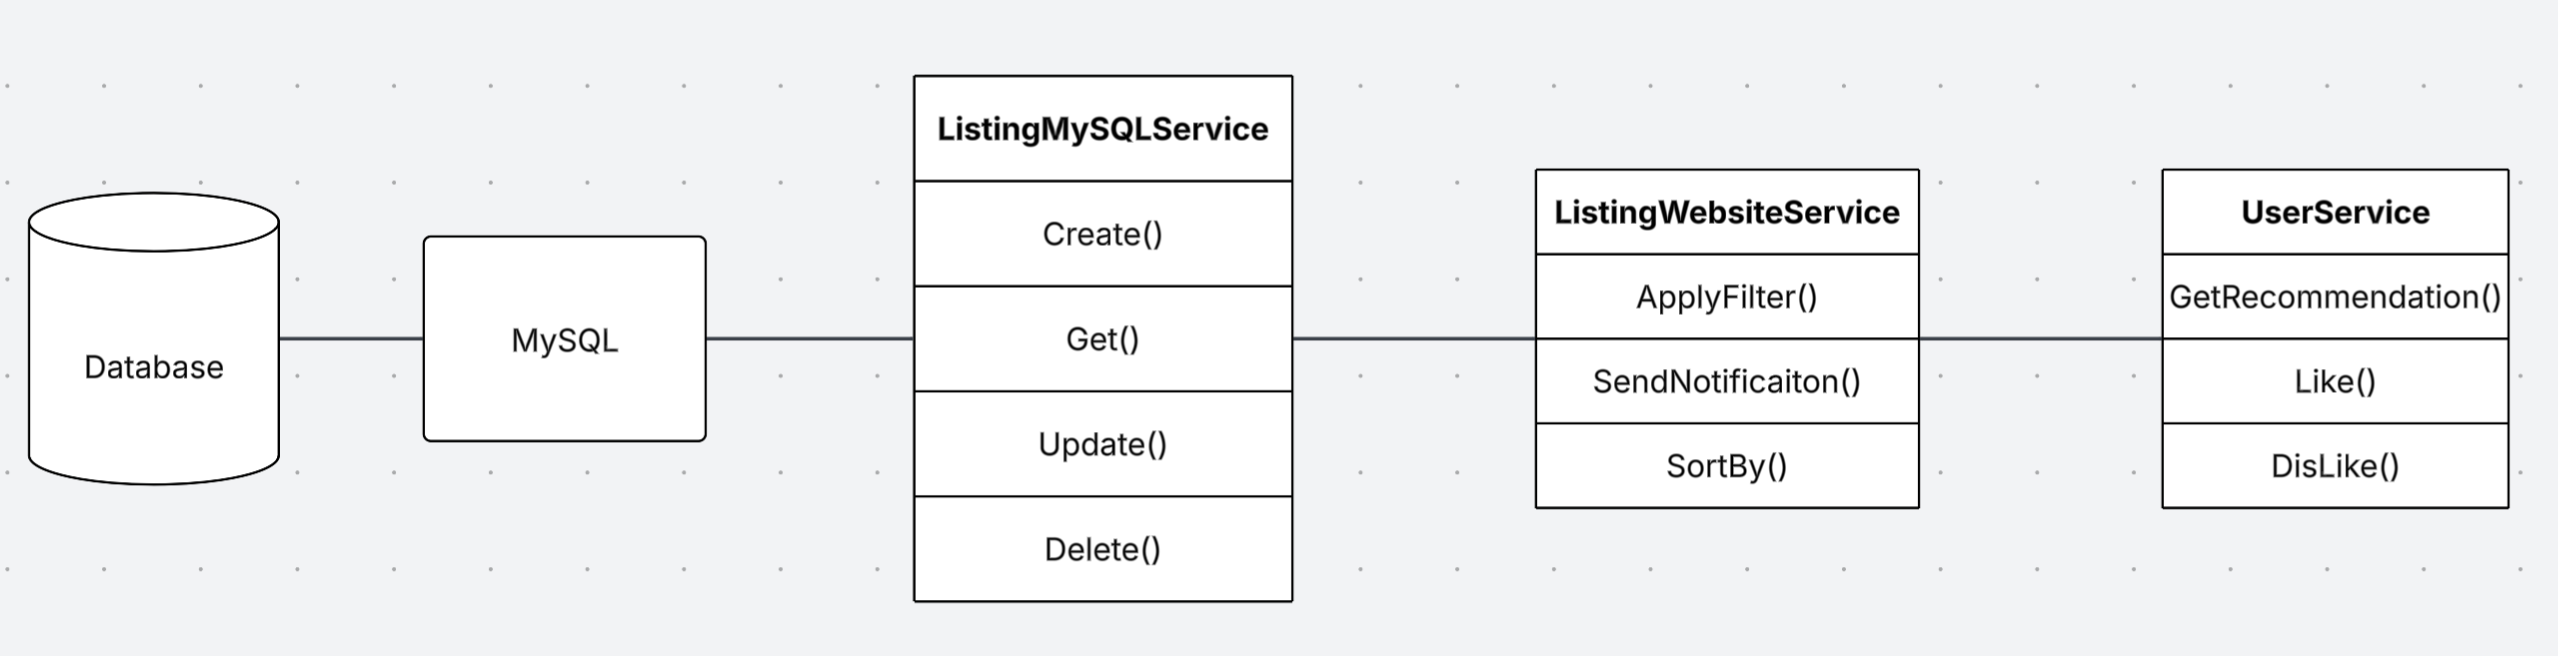 Database
MySQL
ListingMySQLService
Create()
Get()
Update()
Delete()
ListingWebsiteService
ApplyFilter()
SendNotificaiton()
SortBy()
UserService
GetRecommendation()
Like()
DisLike()